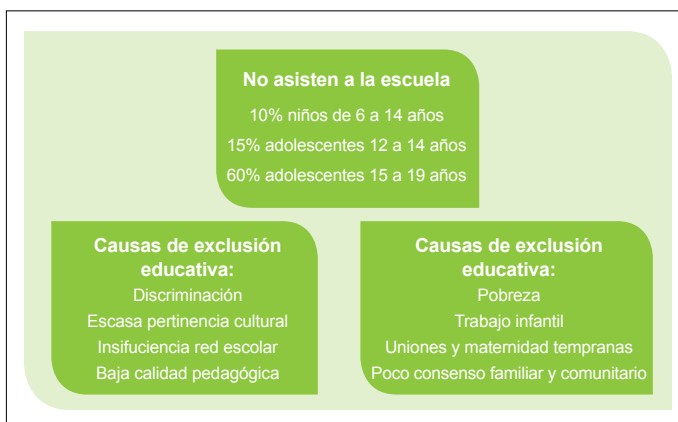 No asisten a la escuela
10% niños de 6 a 14 años
15% adolescentes 12 a 14 años
60% adolescentes 15 a 19 años
Causas de exclusión
educativa:
Discriminación
Escasa pertinencia cultural
Insifuciencia red escolar
Baja calidad pedagógica
Causas de exclusión
educativa:
Pobreza
Trabajo infantil
Uniones y maternidad tempranas
Poco consenso familiar y comunitario